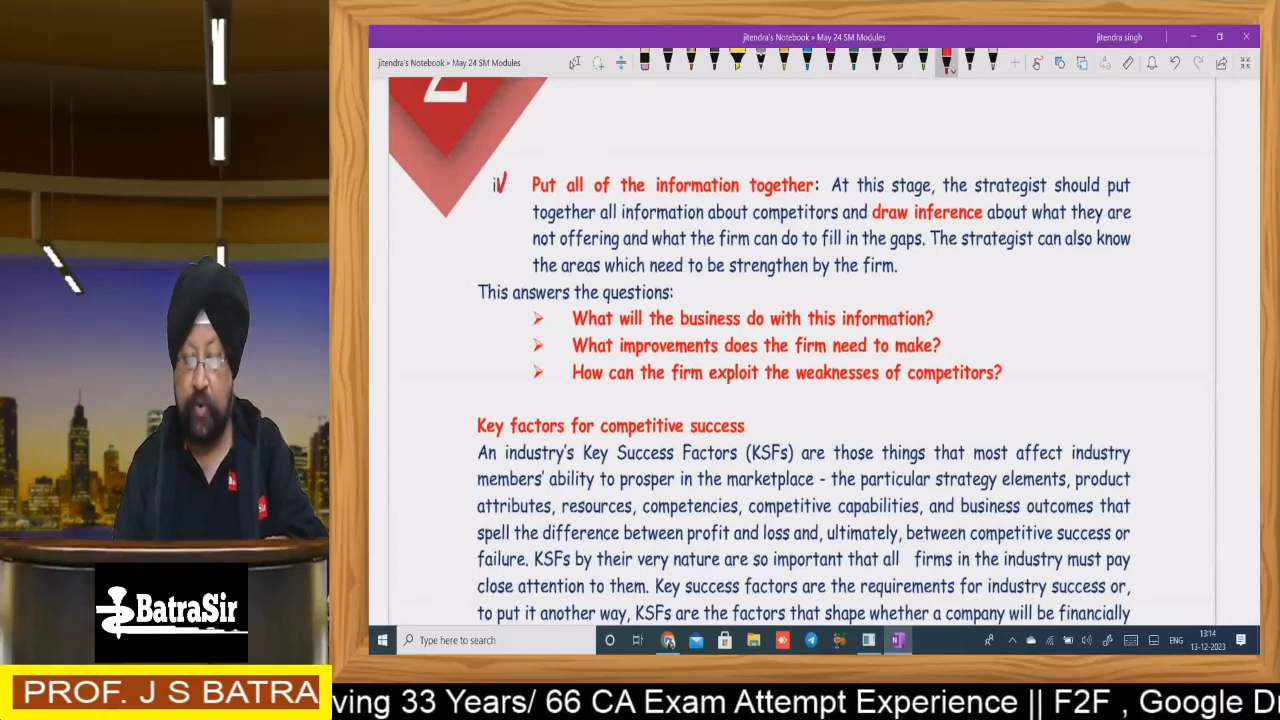 jitendra's Notebook » May 24 SM Modules
jitendra singh
jitendra's Notebook » May 24 SM Modules
2
Put all of the information together: At this stage, the strategist should put
together all information about competitors and draw inference about what they are
not offering and what the firm can do to fill in the gaps. The strategist can also know
the areas which need to be strengthen by the firm.
This answers the questions:
➢ What will the business do with this information?
➢ What improvements does the firm need to make?
➢ How can the firm exploit the weaknesses of competitors?
Key factors for competitive success
An industry's Key Success Factors (KSFs) are those things that most affect industry
members' ability to prosper in the marketplace - the particular strategy elements, product
attributes, resources, competencies, competitive capabilities, and business outcomes that
spell the difference between profit and loss and, ultimately, between competitive success or
failure. KSFs by their very nature are so important that all firms in the industry must pay
close attention to them. Key success factors are the requirements for industry success or,
to put it another way, KSFs are the factors that shape whether a company will be financially
Type here to search
ENG
13:14
13-12-2023
BatraSir
PROF. J S BATRA
ving 33 Years/ 66 CA Exam Attempt Experience || F2F , Google D